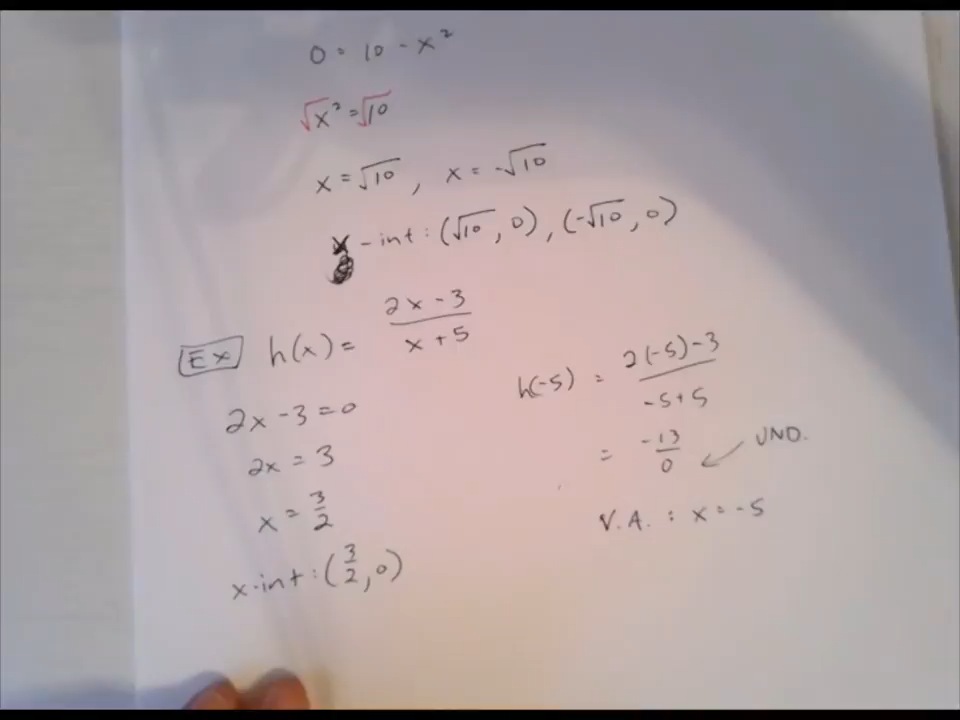 0 = 10 - x²
√x² = √10
x = √10 , x = -√10
x - int : (√10 , 0) , (-√10 , 0)
Ex h(x) = (2x - 3)/(x + 5)
2x - 3 = 0
2x = 3
x = 3/2
x-int : (3/2 , 0)
h(-5) = (2(-5) - 3)/(-5 + 5)
= -13/0 ↙ UND.
V.A. : x = -5